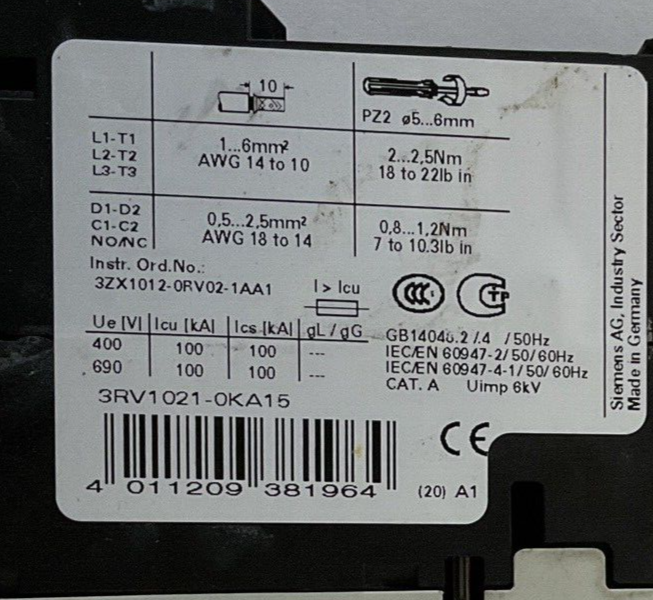 10
PZ2 ø5...6mm
L1-T1
L2-T2
L3-T3
1...6mm²
AWG 14 to 10
2...2,5Nm
18 to 22lb in
D1-D2
C1-C2
NO/NC
0,5...2,5mm²
AWG 18 to 14
0,8...1,2Nm
7 to 10.3lb in
Instr. Ord.No.:
3ZX1012-0RV02-1AA1
I > Icu
Ue [V] Icu [kA] Ics [kA] gL / gG
400 100 100 ---
690 100 100 ---
CCC
GB14048.2 /.4 / 50Hz
IEC/EN 60947-2/ 50/ 60Hz
IEC/EN 60947-4-1/ 50/ 60Hz
CAT. A Uimp 6kV
3RV1021-0KA15
4 011209 381964
CE
(20) A1
Siemens AG, Industry Sector
Made in Germany